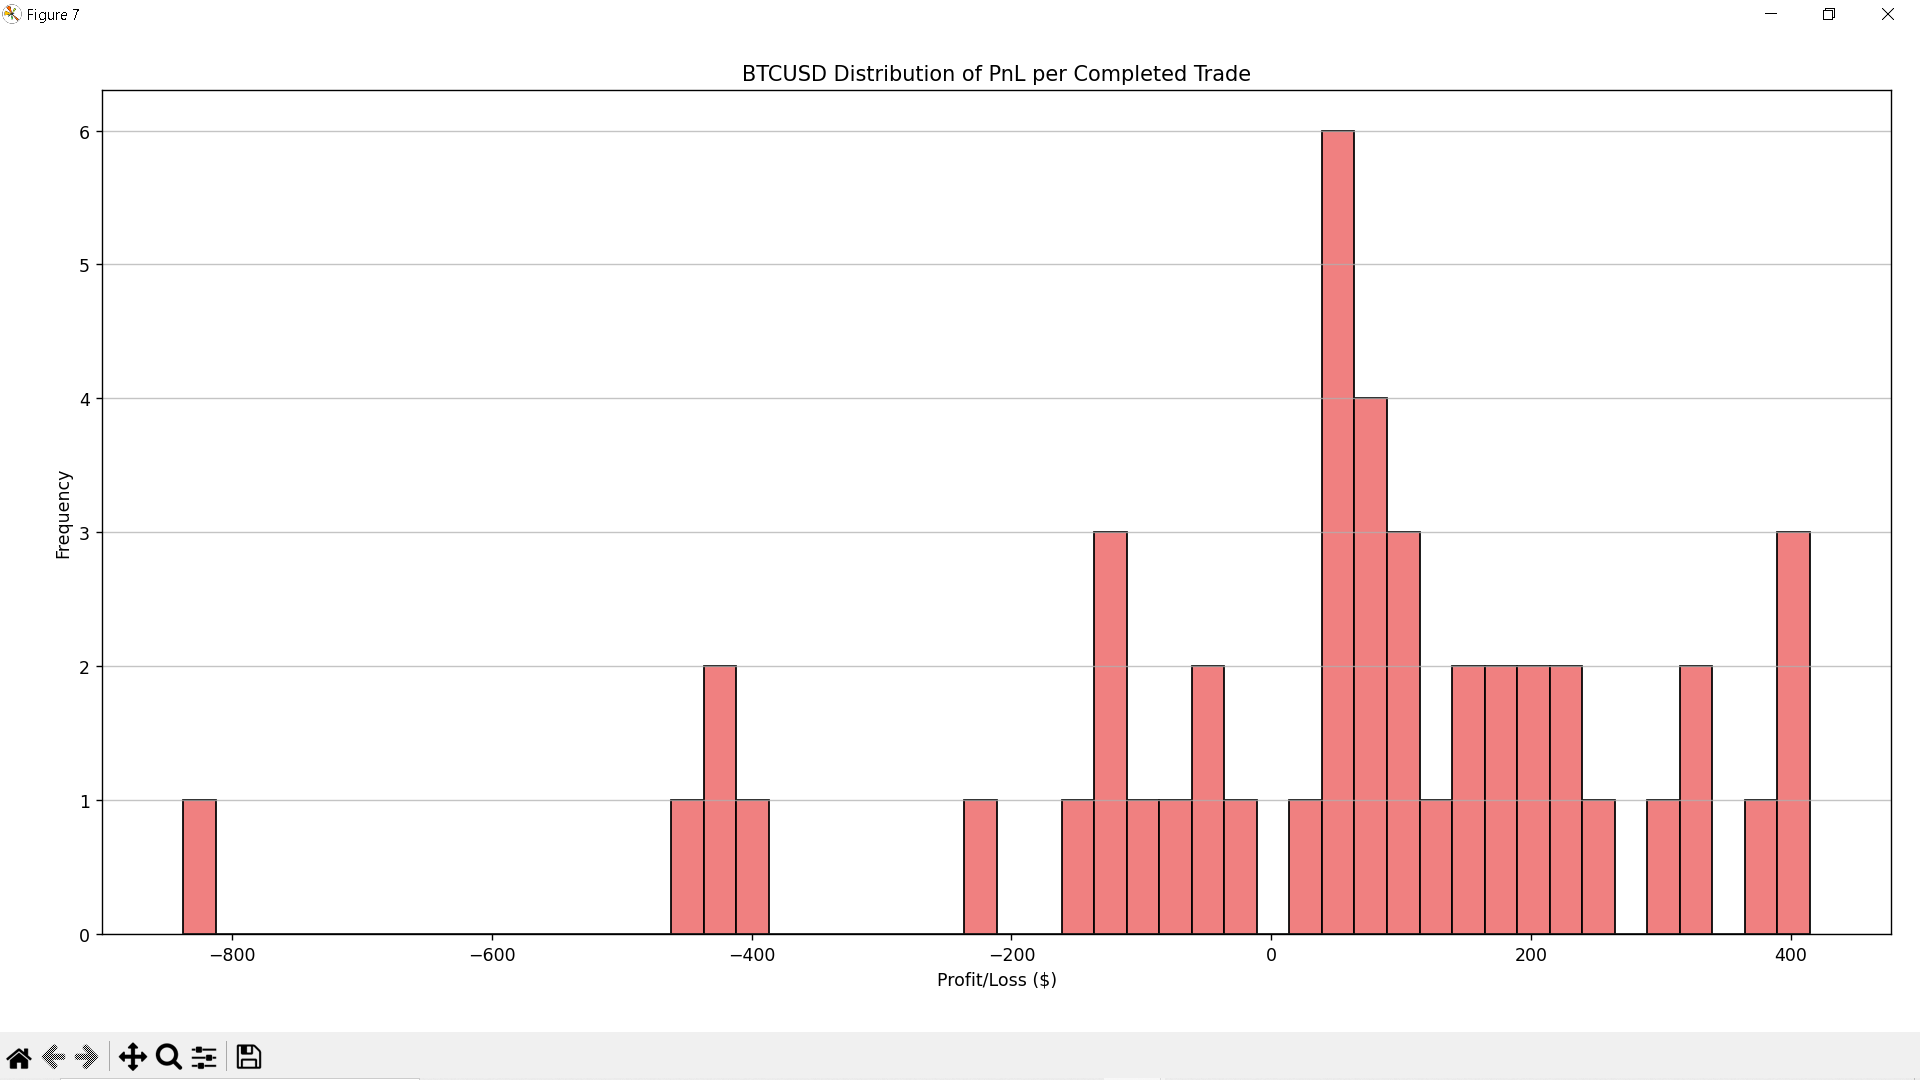 Figure 7
BTCUSD Distribution of PnL per Completed Trade
Frequency
6
5
4
3
2
1
0
−800 −600 −400 −200 0 200 400
Profit/Loss ($)